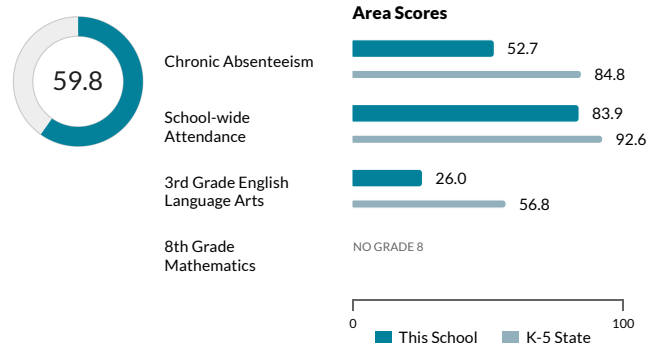 Area Scores
59.8
Chronic Absenteeism
52.7
84.8
School-wide
Attendance
83.9
92.6
3rd Grade English
Language Arts
26.0
56.8
8th Grade
Mathematics
NO GRADE 8
0
100
This School
K-5 State